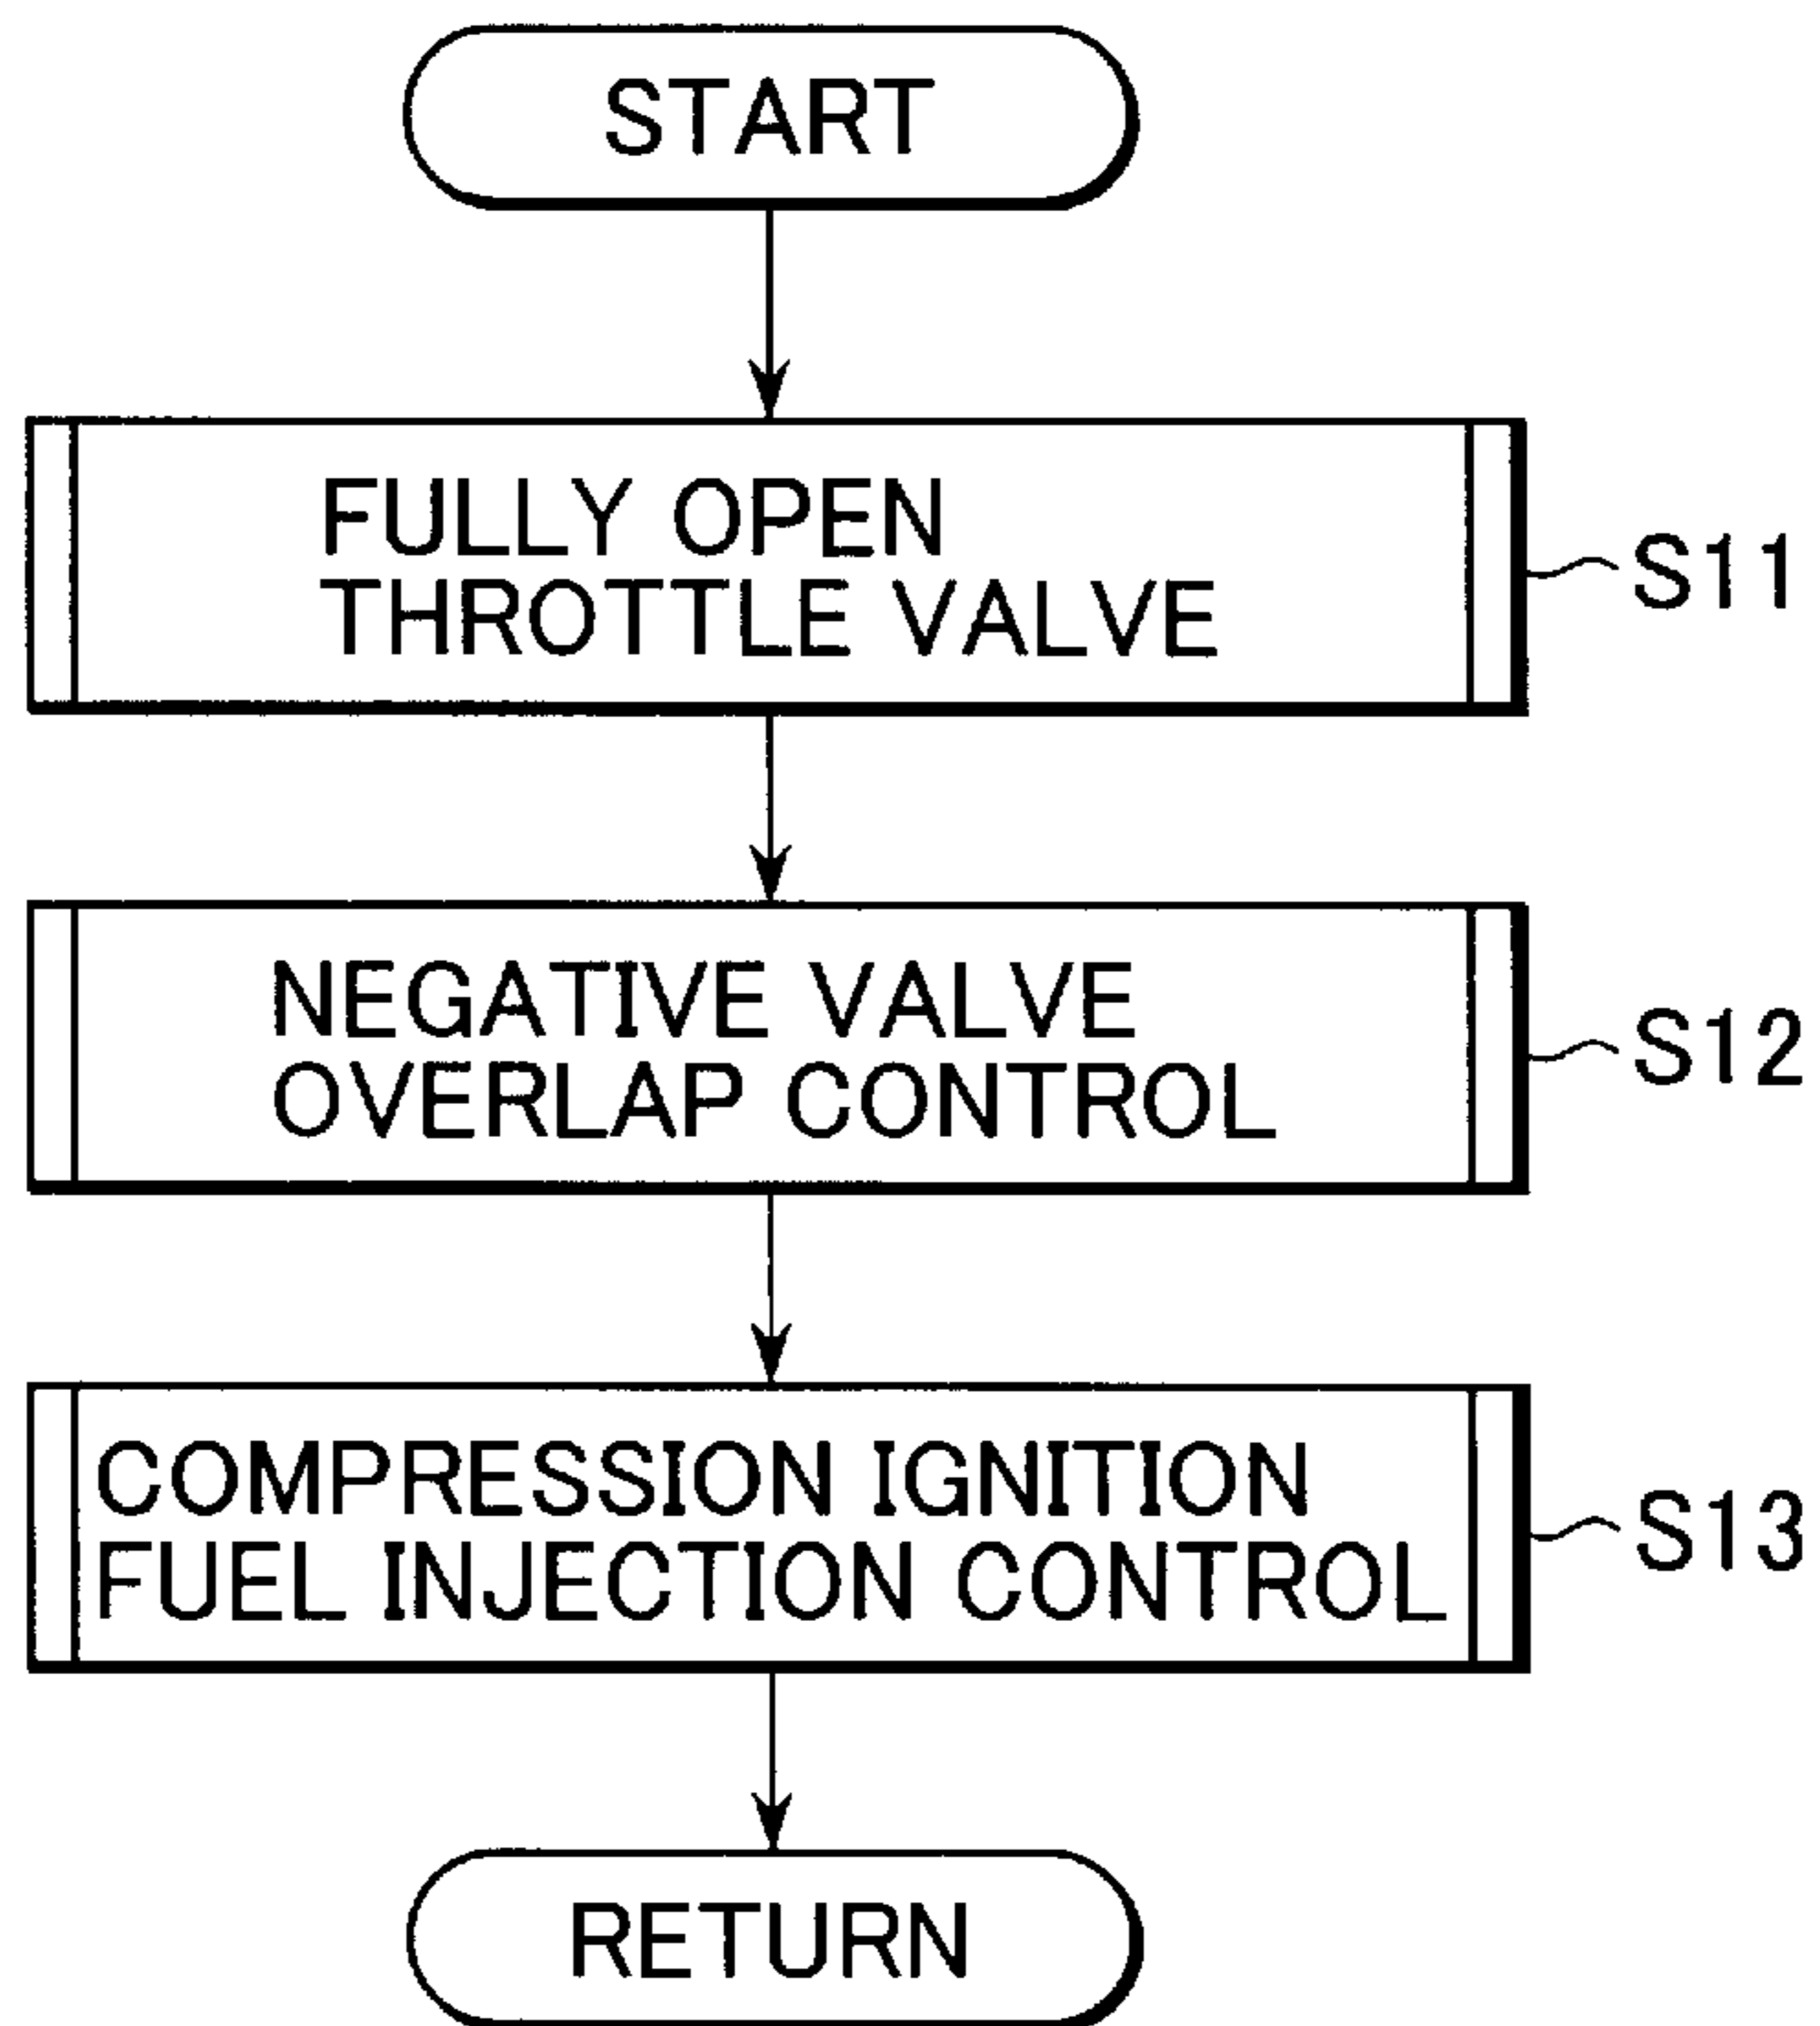 START
FULLY OPEN
THROTTLE VALVE
S11
NEGATIVE VALVE
OVERLAP CONTROL
S12
COMPRESSION IGNITION
FUEL INJECTION CONTROL
S13
RETURN